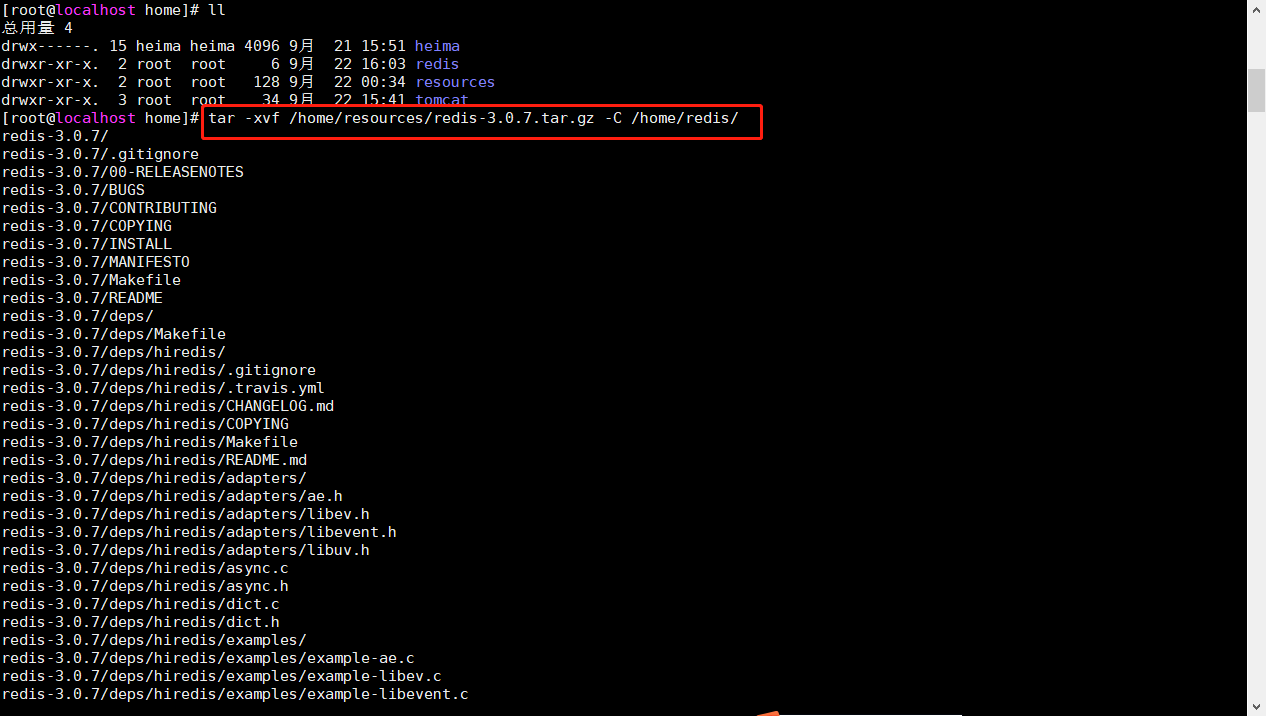 [root@localhost home]# ll
总用量 4
drwx------. 15 heima heima 4096 9月  21 15:51 heima
drwxr-xr-x.  2 root  root     6 9月  22 16:03 redis
drwxr-xr-x.  2 root  root   128 9月  22 00:34 resources
drwxr-xr-x.  3 root  root    34 9月  22 15:41 tomcat
[root@localhost home]# tar -xvf /home/resources/redis-3.0.7.tar.gz -C /home/redis/
redis-3.0.7/
redis-3.0.7/.gitignore
redis-3.0.7/00-RELEASENOTES
redis-3.0.7/BUGS
redis-3.0.7/CONTRIBUTING
redis-3.0.7/COPYING
redis-3.0.7/INSTALL
redis-3.0.7/MANIFESTO
redis-3.0.7/Makefile
redis-3.0.7/README
redis-3.0.7/deps/
redis-3.0.7/deps/Makefile
redis-3.0.7/deps/hiredis/
redis-3.0.7/deps/hiredis/.gitignore
redis-3.0.7/deps/hiredis/.travis.yml
redis-3.0.7/deps/hiredis/CHANGELOG.md
redis-3.0.7/deps/hiredis/COPYING
redis-3.0.7/deps/hiredis/Makefile
redis-3.0.7/deps/hiredis/README.md
redis-3.0.7/deps/hiredis/adapters/
redis-3.0.7/deps/hiredis/adapters/ae.h
redis-3.0.7/deps/hiredis/adapters/libev.h
redis-3.0.7/deps/hiredis/adapters/libevent.h
redis-3.0.7/deps/hiredis/adapters/libuv.h
redis-3.0.7/deps/hiredis/async.c
redis-3.0.7/deps/hiredis/async.h
redis-3.0.7/deps/hiredis/dict.c
redis-3.0.7/deps/hiredis/dict.h
redis-3.0.7/deps/hiredis/examples/
redis-3.0.7/deps/hiredis/examples/example-ae.c
redis-3.0.7/deps/hiredis/examples/example-libev.c
redis-3.0.7/deps/hiredis/examples/example-libevent.c